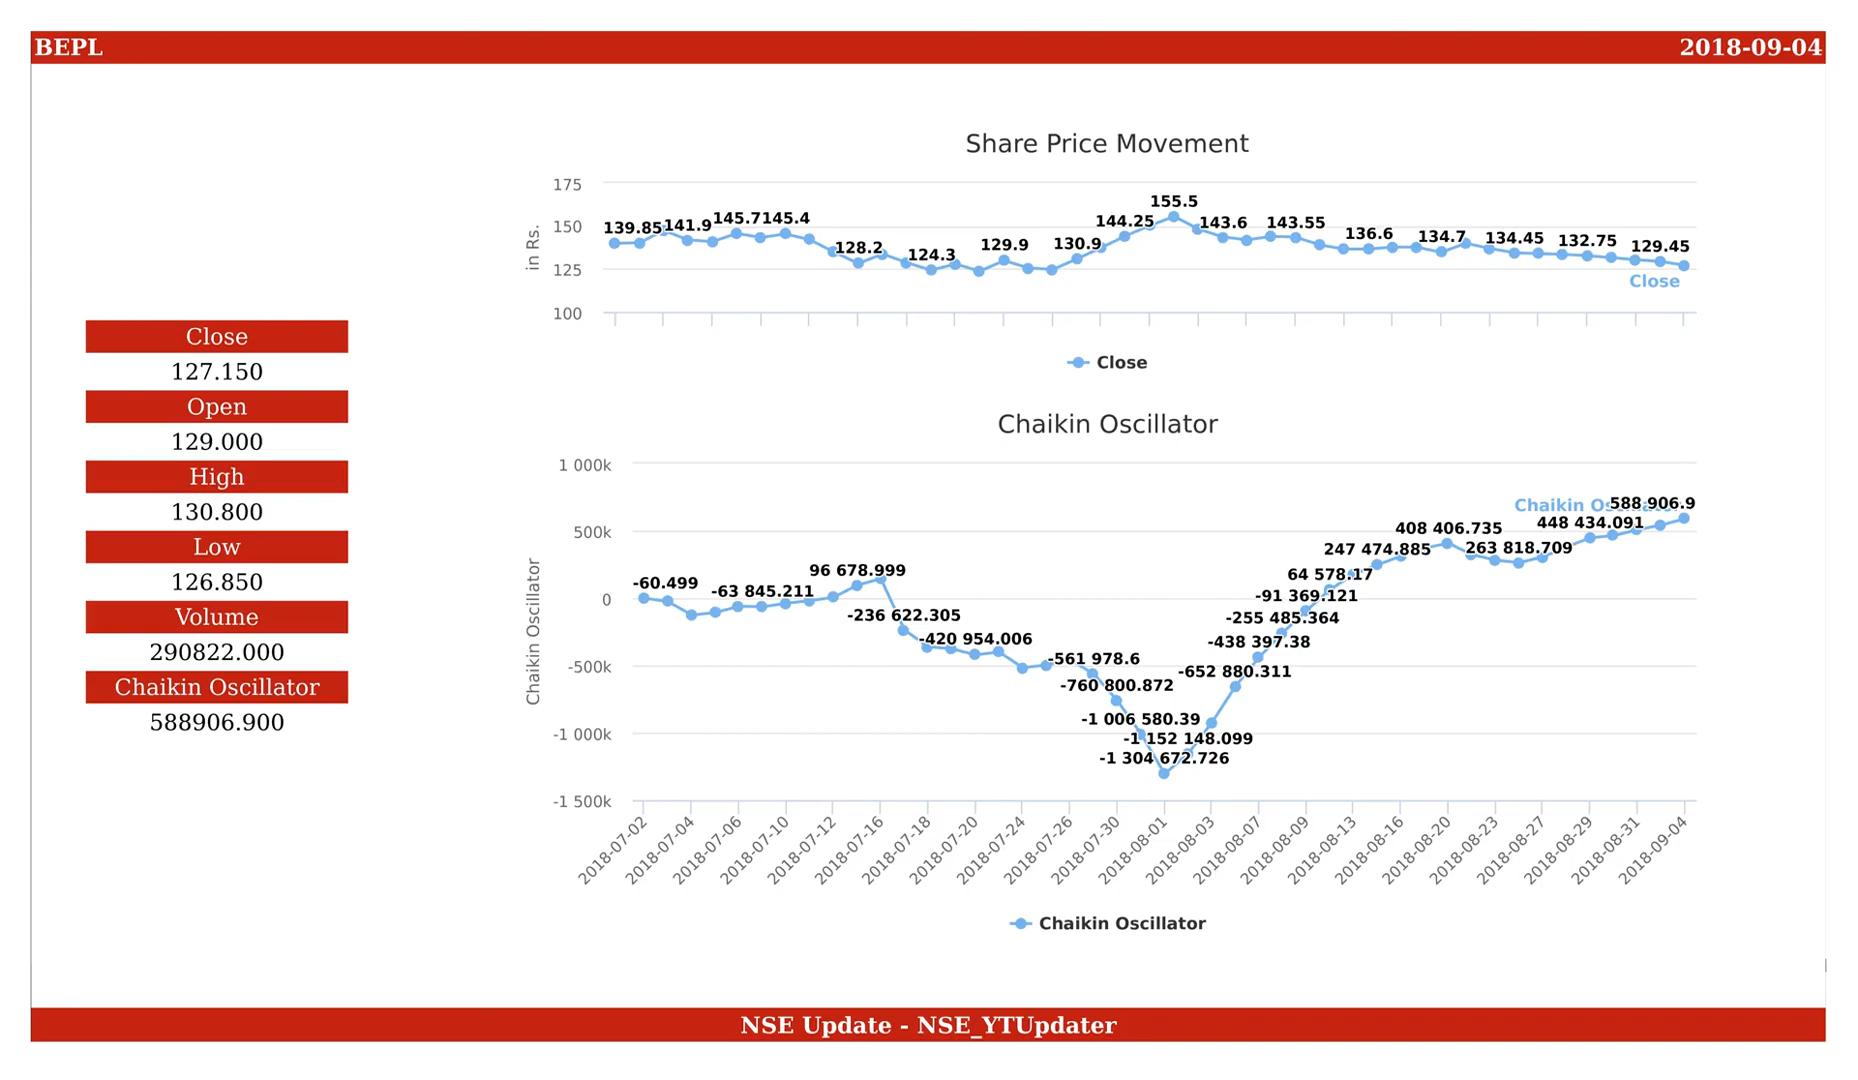 BEPL 2018-09-04
Close
127.150
Open
129.000
High
130.800
Low
126.850
Volume
290822.000
Chaikin Oscillator
588906.900
Share Price Movement
in Rs.
175
150
125
100
139.85
141.9
145.7
145.4
128.2
124.3
129.9
130.9
144.25
155.5
143.6
143.55
136.6
134.7
134.45
132.75
129.45
Close
Close
Chaikin Oscillator
Chaikin Oscillator
1 000k
500k
0
-500k
-1 000k
-1 500k
-60.499
-63 845.211
96 678.999
-236 622.305
-420 954.006
-561 978.6
-760 800.872
-1 006 580.39
-1 152 148.099
-1 304 672.726
-652 880.311
-438 397.38
-255 485.364
-91 369.121
64 578.17
247 474.885
408 406.735
263 818.709
448 434.091
588 906.9
Chaikin Oscillator
2018-07-02
2018-07-04
2018-07-06
2018-07-10
2018-07-12
2018-07-16
2018-07-18
2018-07-20
2018-07-24
2018-07-26
2018-07-30
2018-08-01
2018-08-03
2018-08-07
2018-08-09
2018-08-13
2018-08-16
2018-08-20
2018-08-23
2018-08-27
2018-08-29
2018-08-31
2018-09-04
Chaikin Oscillator
NSE Update - NSE_YTUpdater